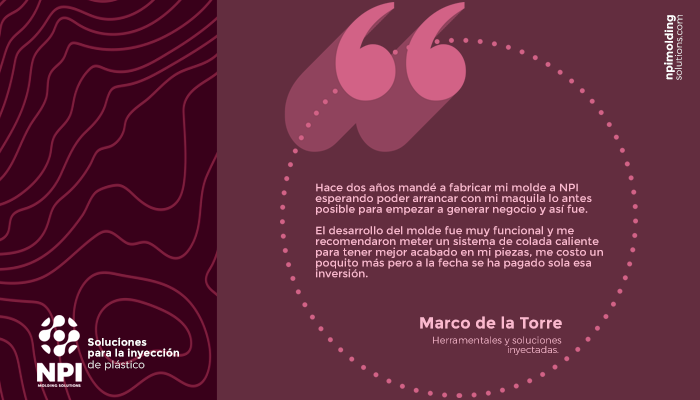 npimolding
solutions.com
Hace dos años mandé a fabricar mi molde a NPI
esperando poder arrancar con mi maquila lo antes
posible para empezar a generar negocio y así fue.
El desarrollo del molde fue muy funcional y me
recomendaron meter un sistema de colada caliente
para tener mejor acabado en mi piezas, me costo un
poquito más pero a la fecha se ha pagado sola esa
inversión.
Marco de la Torre
Herramentales y soluciones
inyectadas.
Soluciones
para la inyección
de plástico
NPI
MOLDING SOLUTIONS